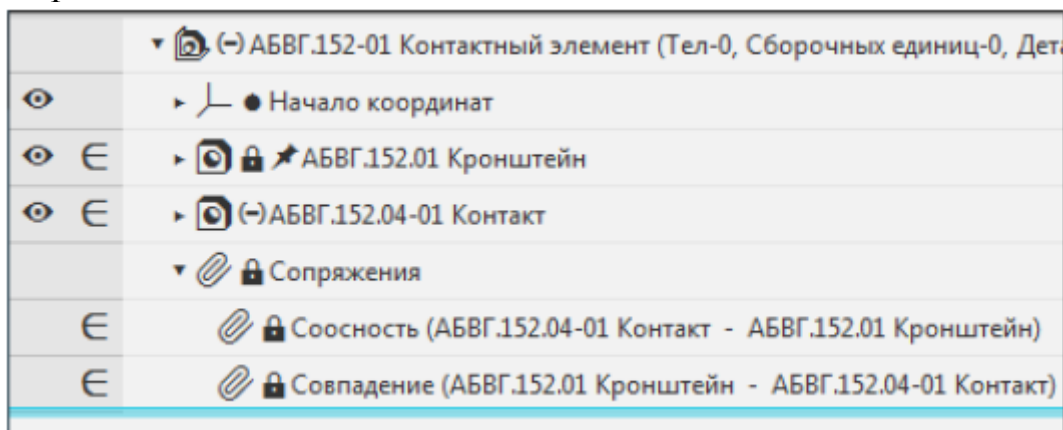 (-) АБВГ.152-01 Контактный элемент (Тел-0, Сборочных единиц-0,
Начало координат
АБВГ.152.01 Кронштейн
(-)АБВГ.152.04-01 Контакт
Сопряжения
Соосность (АБВГ.152.04-01 Контакт - АБВГ.152.01 Кронштейн)
Совпадение (АБВГ.152.01 Кронштейн - АБВГ.152.04-01 Контакт)